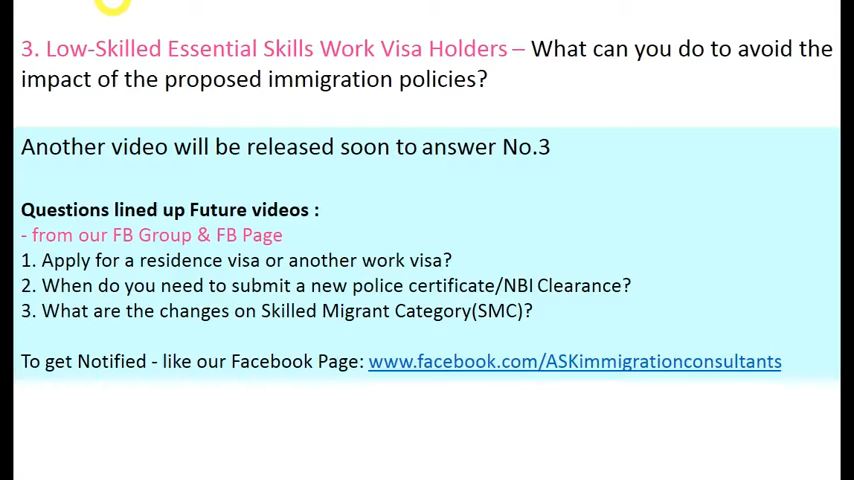 3. Low-Skilled Essential Skills Work Visa Holders – What can you do to avoid the
impact of the proposed immigration policies?
Another video will be released soon to answer No.3
Questions lined up Future videos :
- from our FB Group & FB Page
1. Apply for a residence visa or another work visa?
2. When do you need to submit a new police certificate/NBI Clearance?
3. What are the changes on Skilled Migrant Category(SMC)?
To get Notified - like our Facebook Page: www.facebook.com/ASKimmigrationconsultants